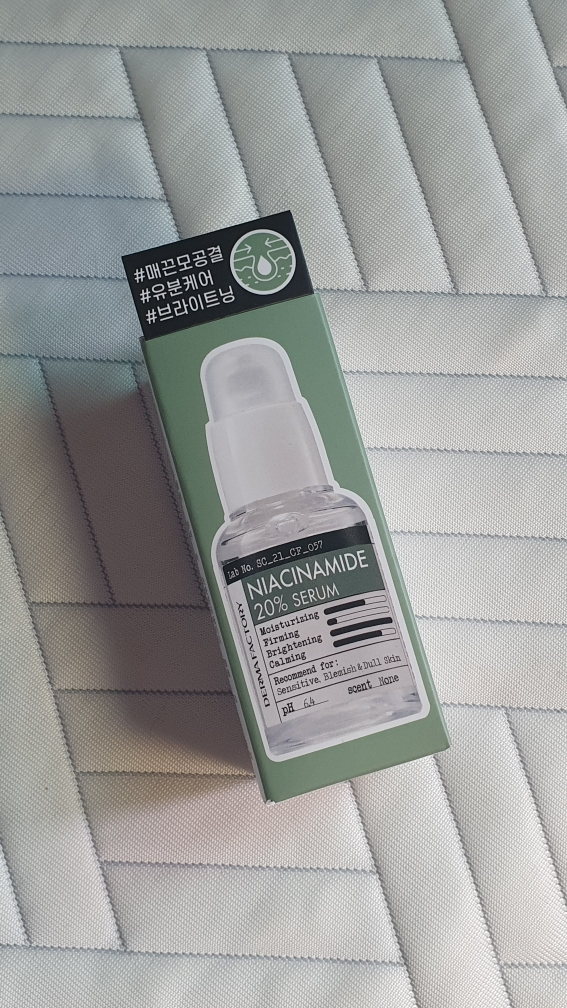 #매끈모공결
#유분케어
#브라이트닝
Lab No. SC_21_CF_057
NIACINAMIDE
20% SERUM
DERMA FACTORY
Moisturizing
Firming
Brightening
Calming
Recommend for:
Sensitive, Blemish & Dull Skin
pH 6.4 scent None